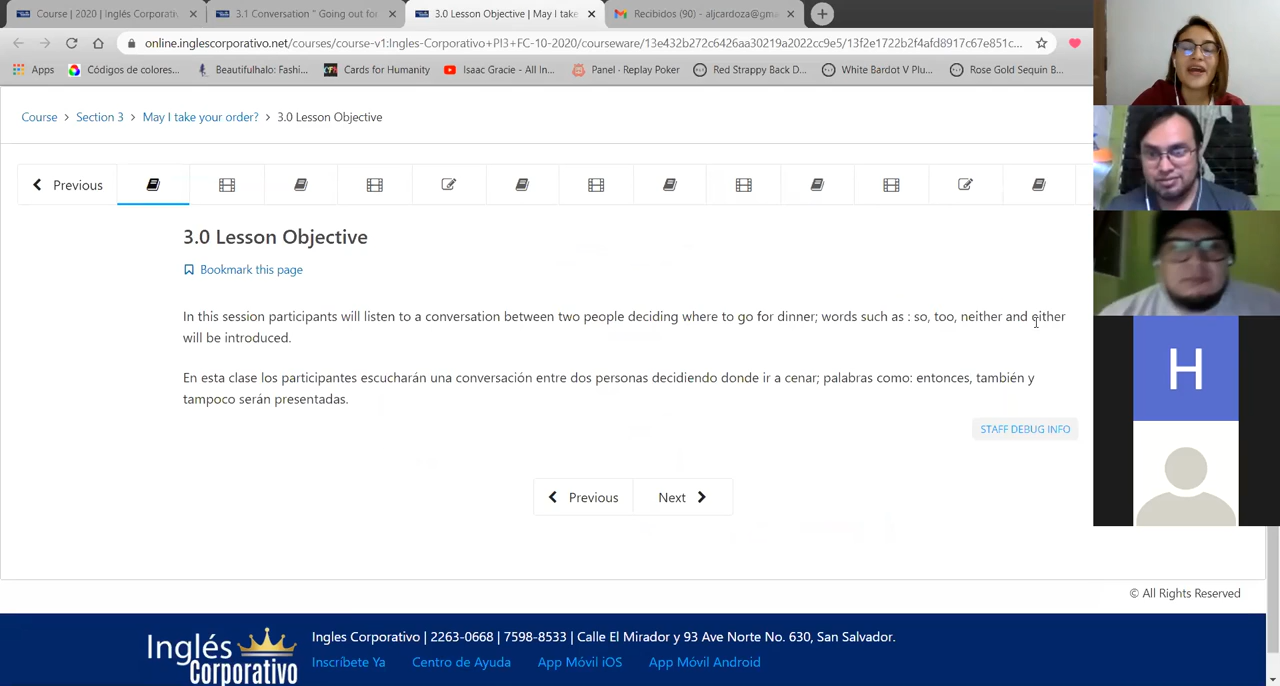 Course | 2020 | Inglés Corporativ
3.1 Conversation " Going out for
3.0 Lesson Objective | May I take
Recibidos (90) - aljcardoza@gma
online.inglescorporativo.net/courses/course-v1:Ingles-Corporativo+PI3+FC-10-2020/courseware/13e432b272c6426aa30219a2022cc9e5/13f2e1722b2f4afd8917c67e851c...
Apps Códigos de colores... Beautifulhalo: Fashi... Cards for Humanity Isaac Gracie - All In... Panel · Replay Poker Red Strappy Back D... White Bardot V Plu... Rose Gold Sequin B...
Course > Section 3 > May I take your order? > 3.0 Lesson Objective
Previous
3.0 Lesson Objective
Bookmark this page
In this session participants will listen to a conversation between two people deciding where to go for dinner; words such as : so, too, neither and either
will be introduced.
En esta clase los participantes escucharán una conversación entre dos personas decidiendo donde ir a cenar; palabras como: entonces, también y
tampoco serán presentadas.
STAFF DEBUG INFO
Previous Next
H
© All Rights Reserved
Inglés
Corporativo
Ingles Corporativo | 2263-0668 | 7598-8533 | Calle El Mirador y 93 Ave Norte No. 630, San Salvador.
Inscríbete Ya Centro de Ayuda App Móvil iOS App Móvil Android